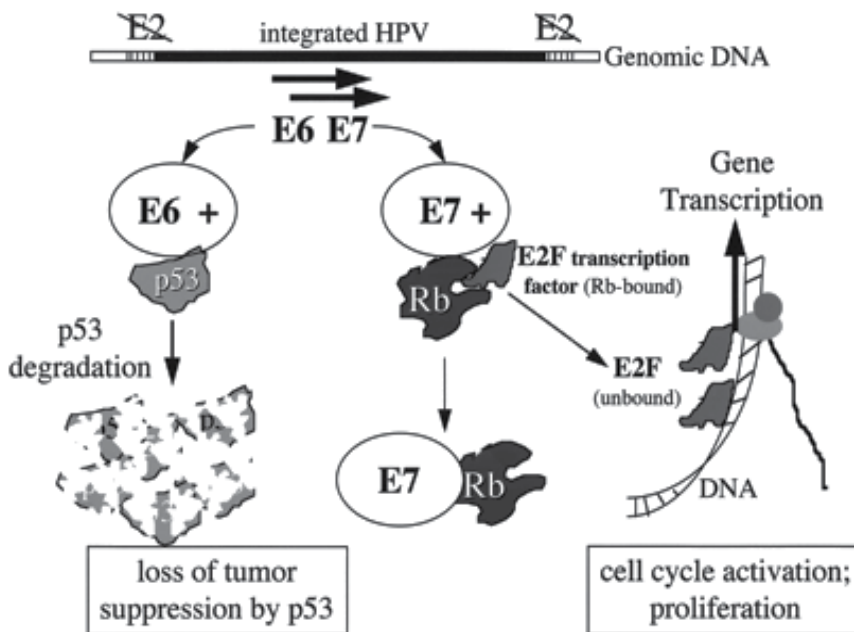 E2
integrated HPV
E2
Genomic DNA
E6 E7
E6 +
p53
E7 +
Rb
E2F transcription
factor (Rb-bound)
Gene
Transcription
p53
degradation
E2F
(unbound)
E7
Rb
DNA
loss of tumor
suppression by p53
cell cycle activation;
proliferation